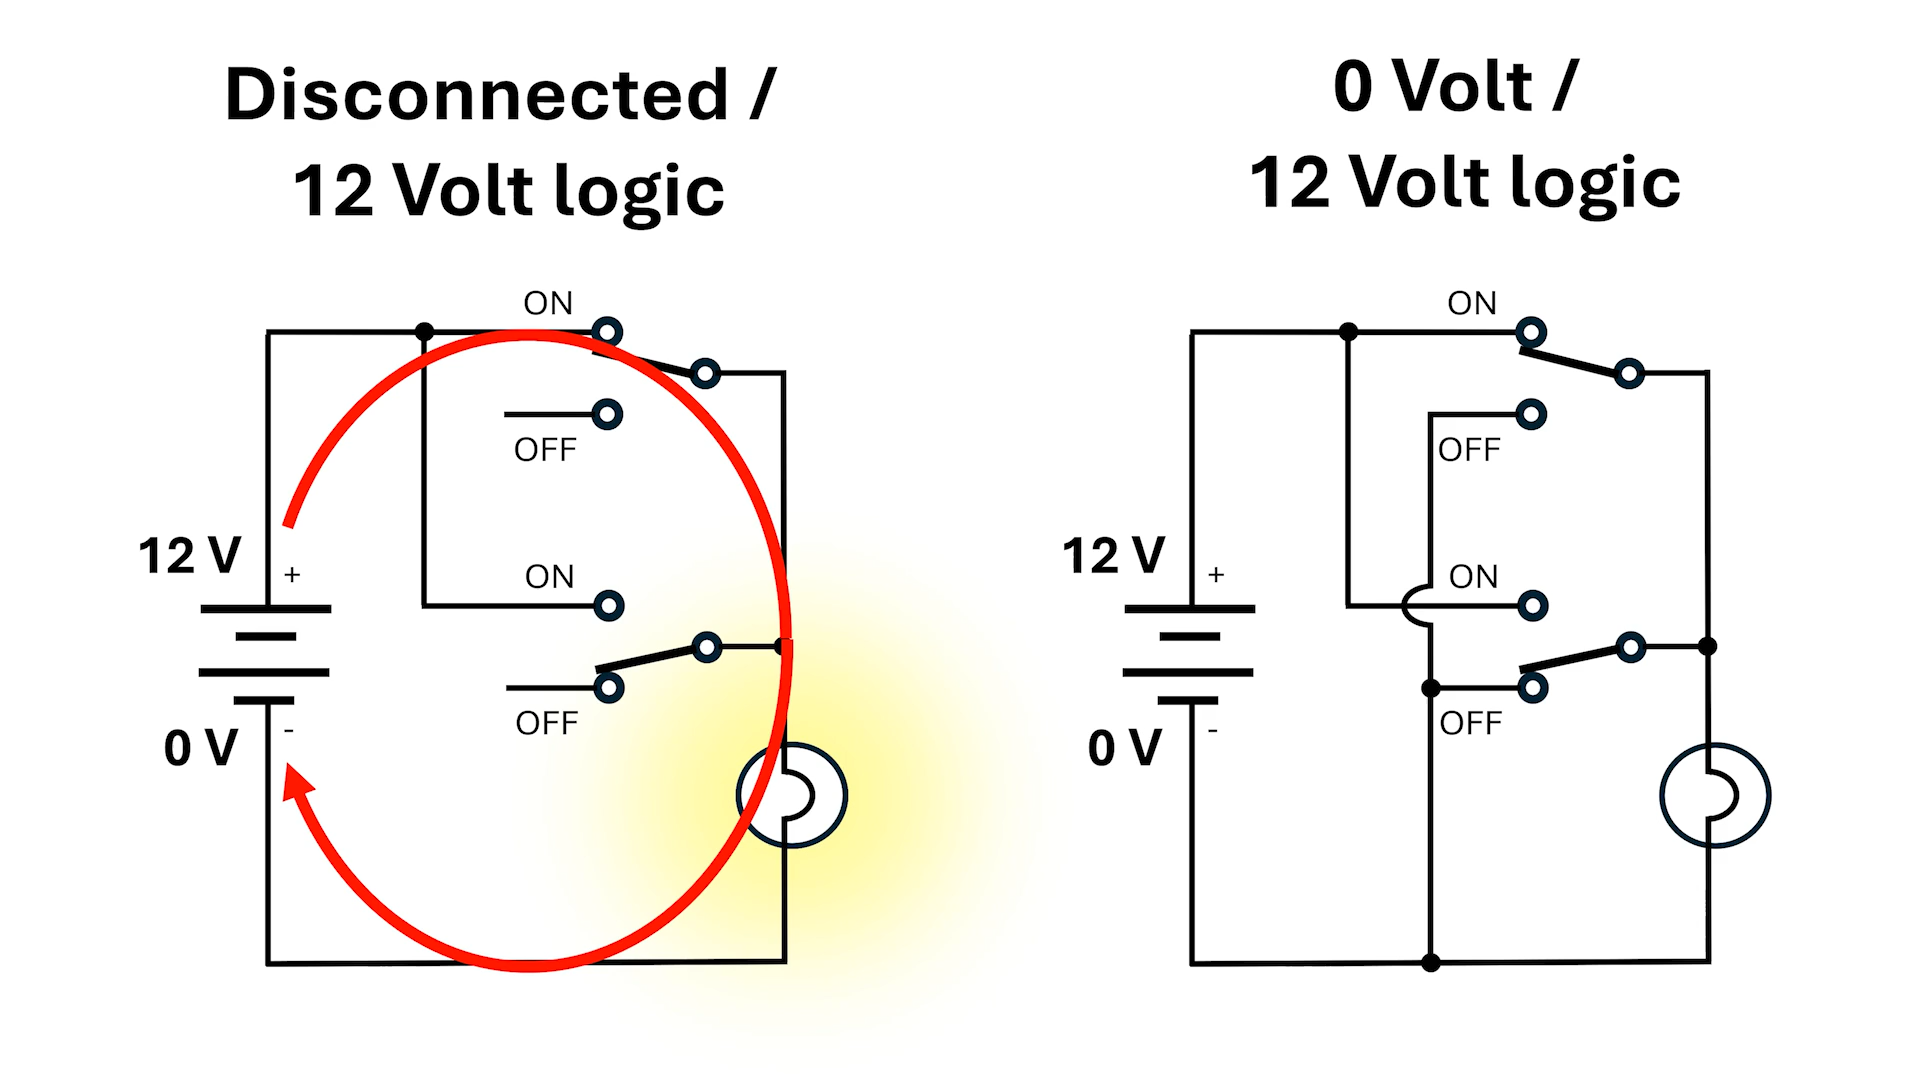 Disconnected /
12 Volt logic
ON
OFF
12 V
+
ON
0 V
-
OFF
0 Volt /
12 Volt logic
ON
OFF
12 V
+
ON
0 V
-
OFF